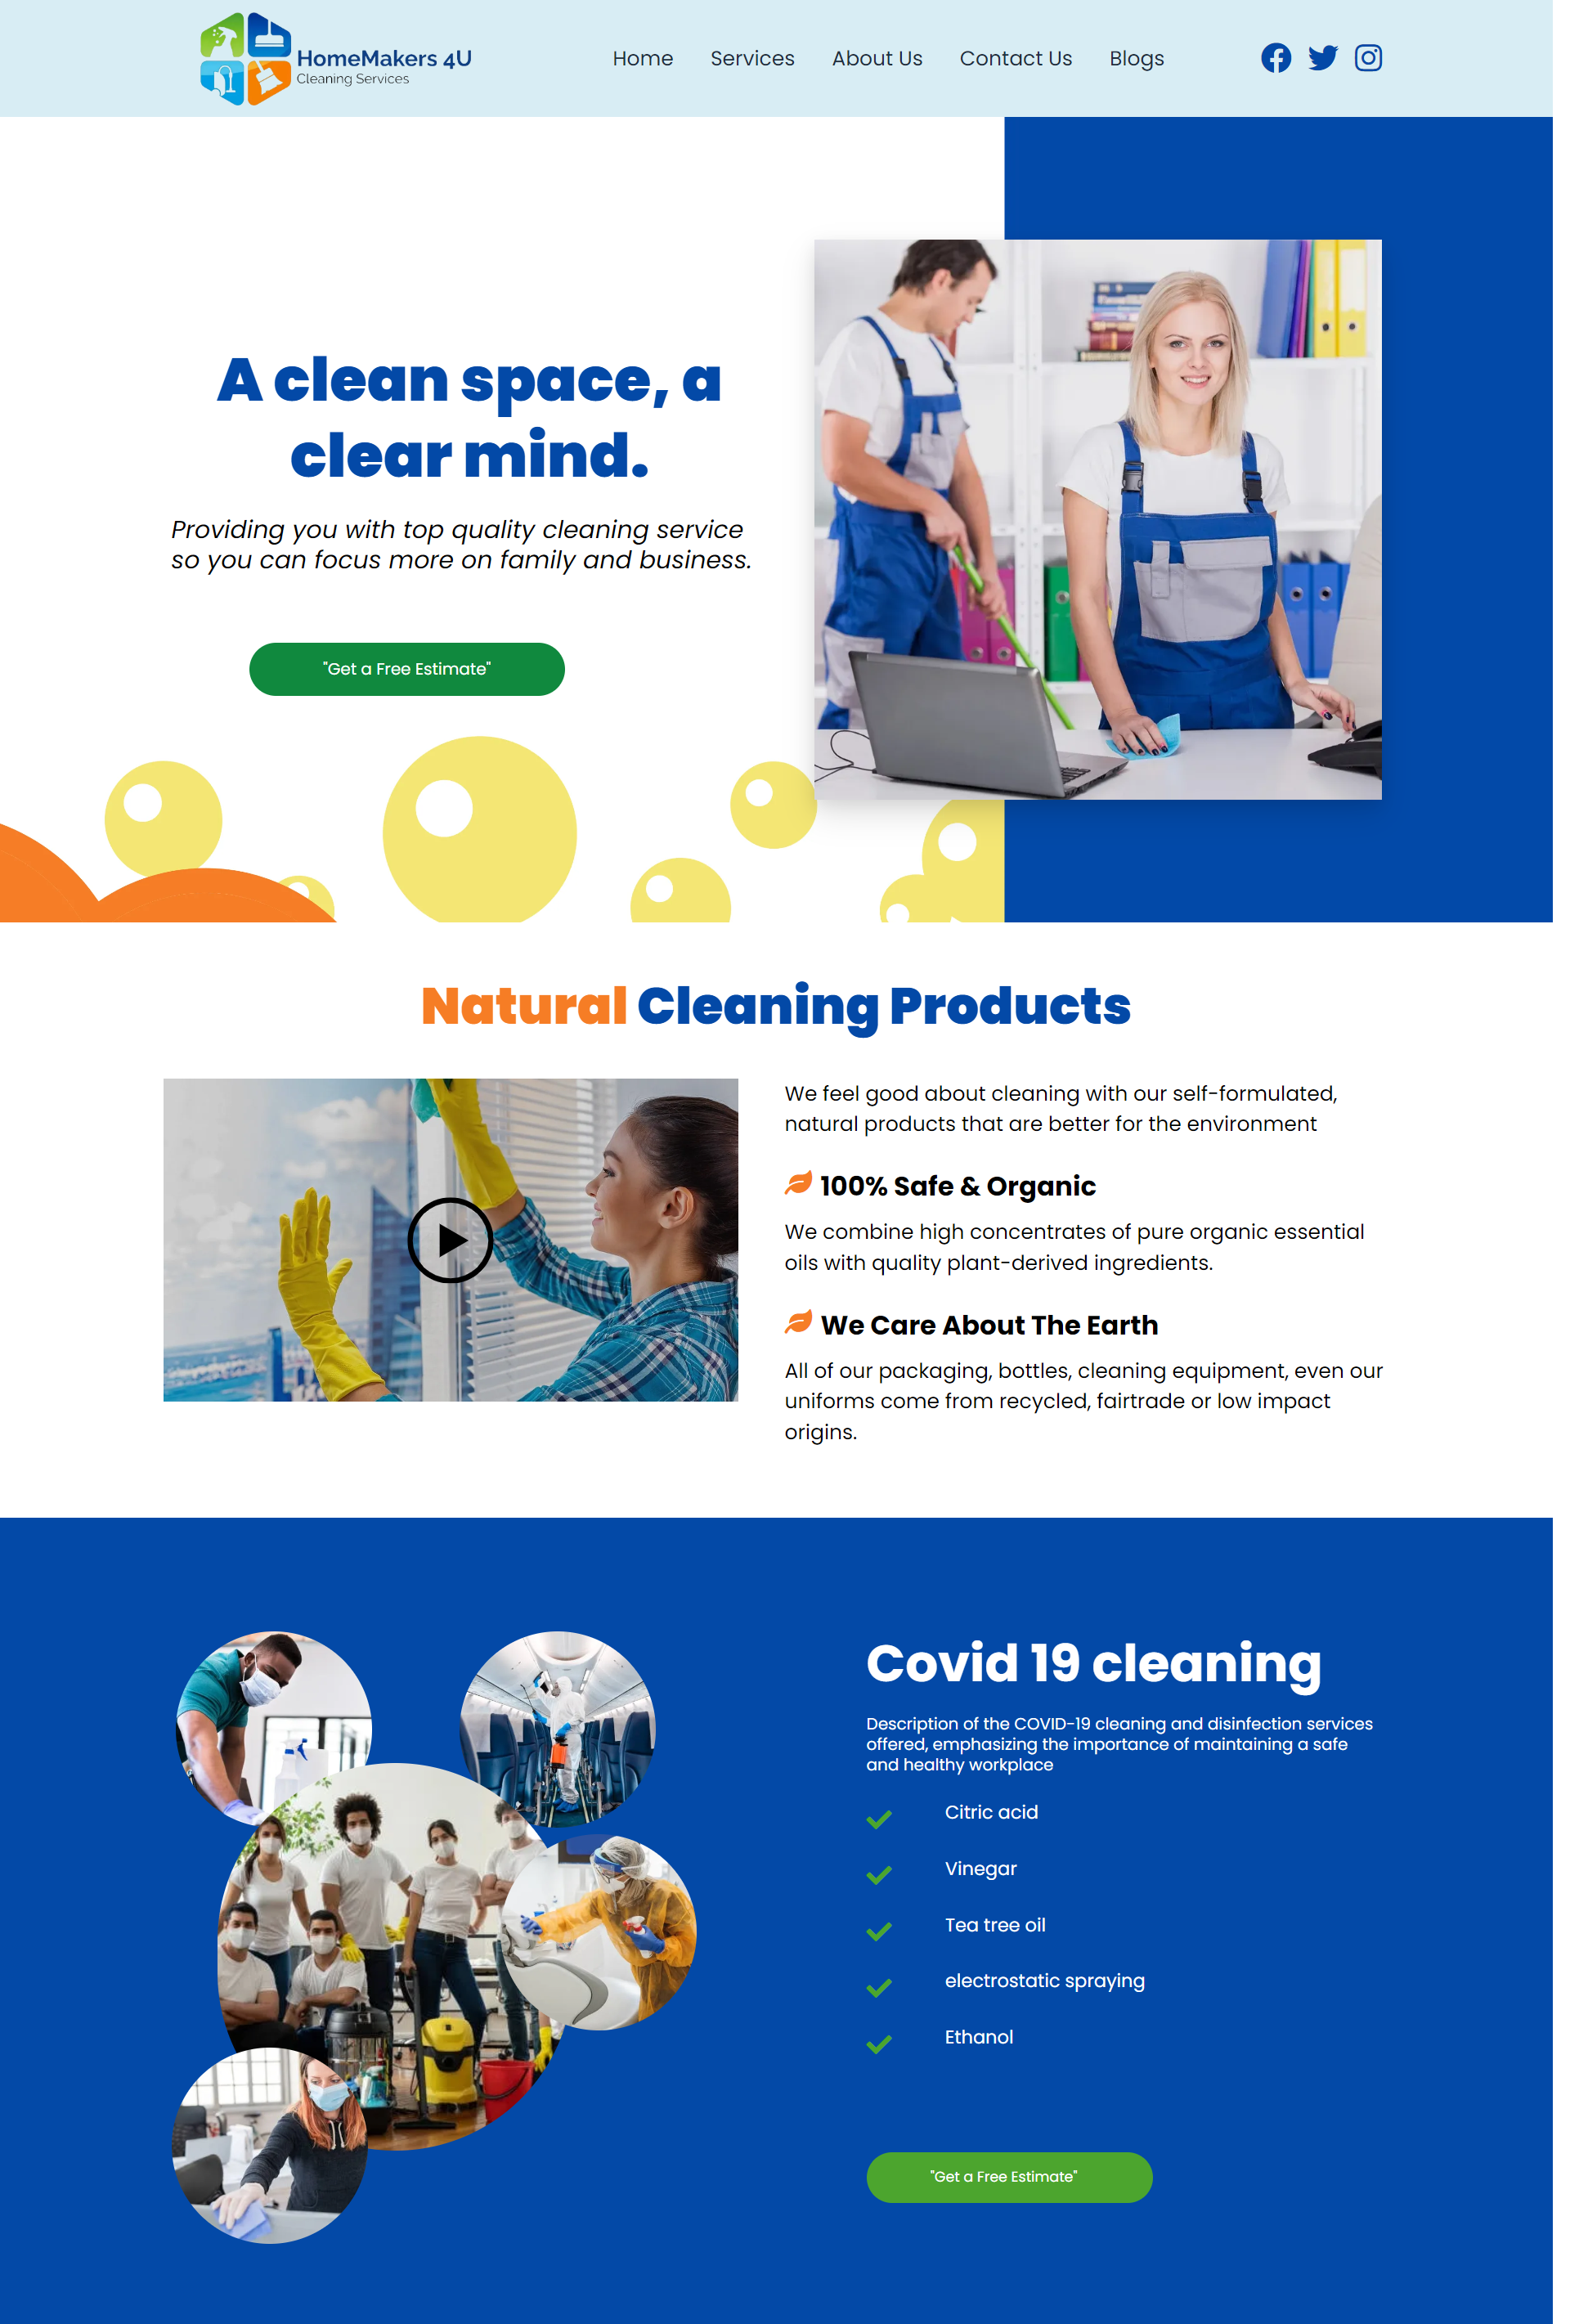 HomeMakers 4U
Cleaning Services
Home Services About Us Contact Us Blogs
A clean space, a
clear mind.
Providing you with top quality cleaning service
so you can focus more on family and business.
"Get a Free Estimate"
Natural Cleaning Products
We feel good about cleaning with our self-formulated,
natural products that are better for the environment
100% Safe & Organic
We combine high concentrates of pure organic essential
oils with quality plant-derived ingredients.
We Care About The Earth
All of our packaging, bottles, cleaning equipment, even our
uniforms come from recycled, fairtrade or low impact
origins.
Covid 19 cleaning
Description of the COVID-19 cleaning and disinfection services
offered, emphasizing the importance of maintaining a safe
and healthy workplace
Citric acid
Vinegar
Tea tree oil
electrostatic spraying
Ethanol
"Get a Free Estimate"